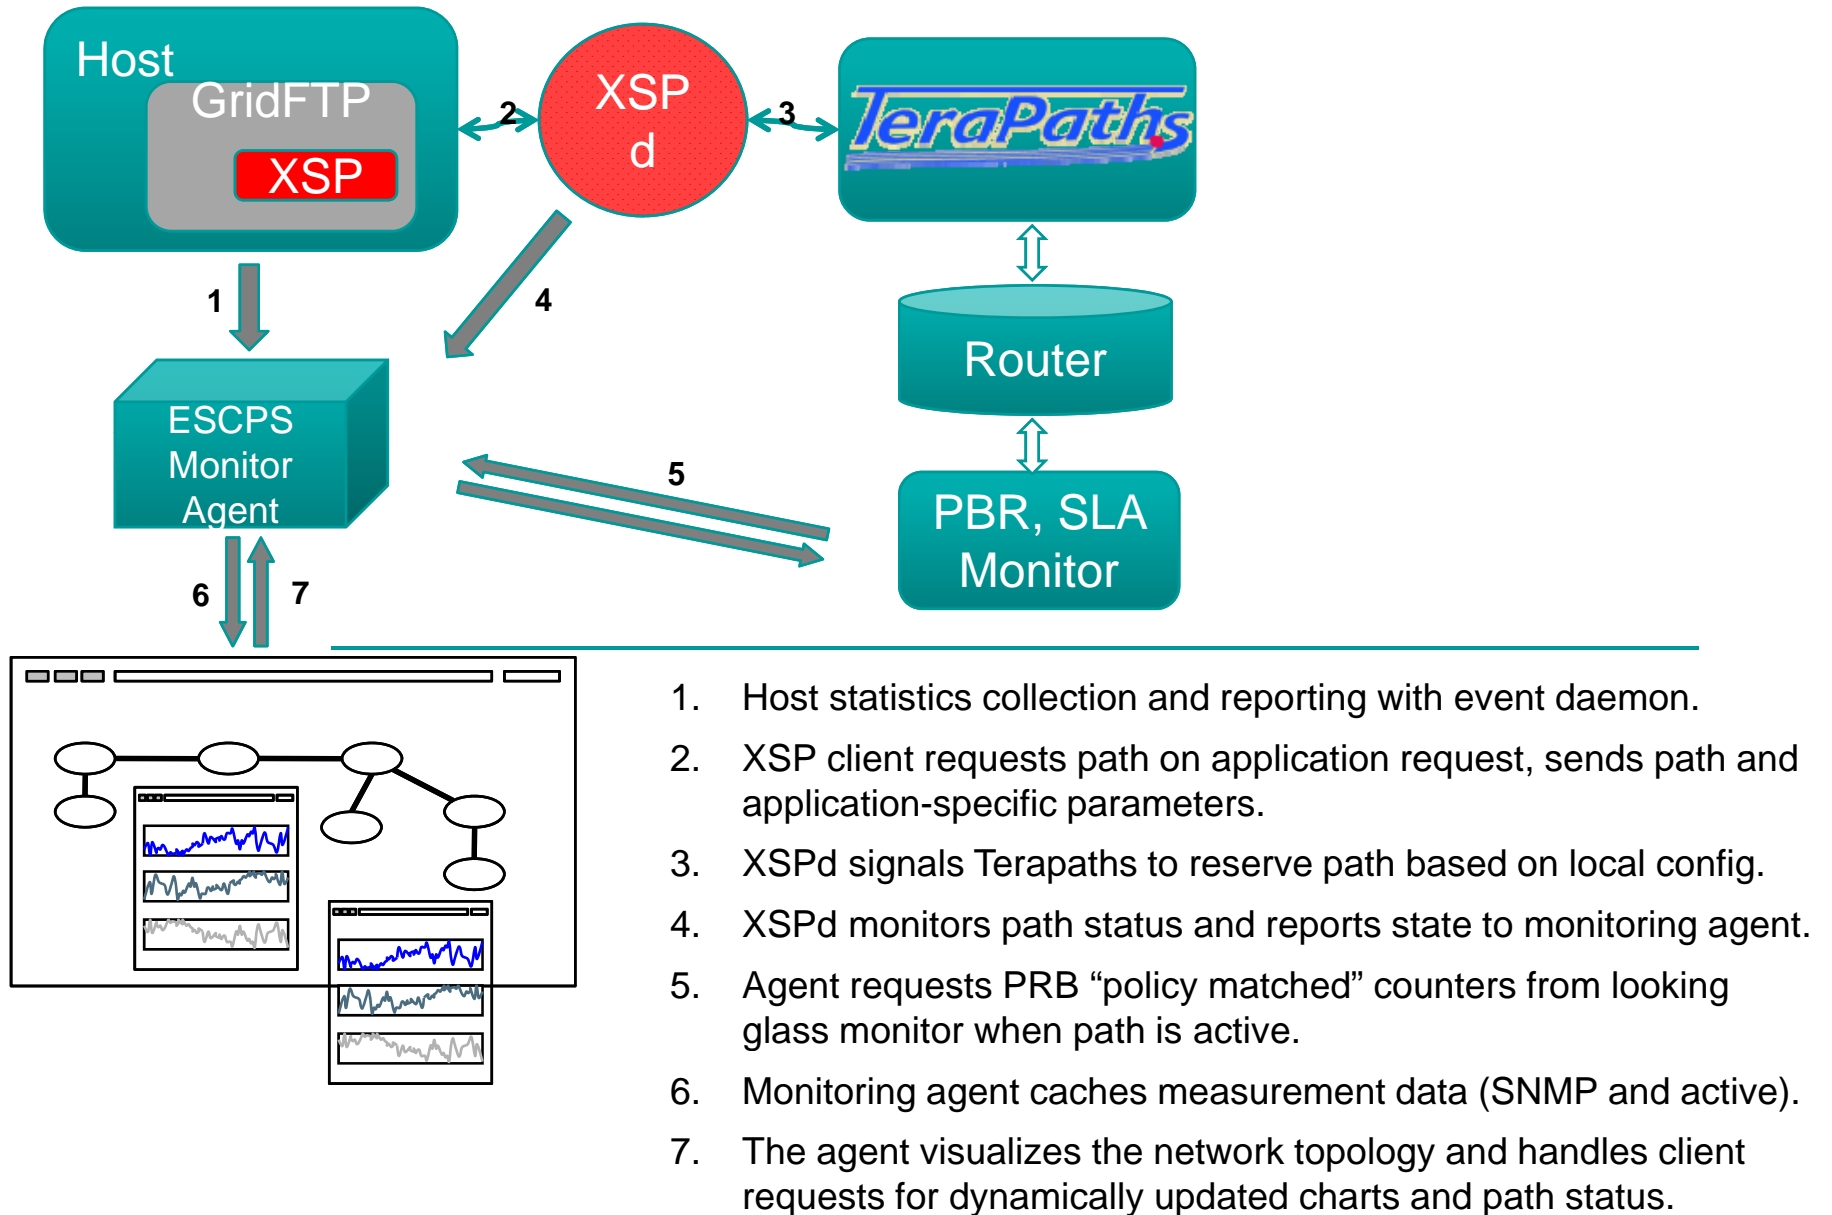 Host
GridFTP
XSP
2
XSP
d
3
TeraPaths
1
4
Router
ESCPS
Monitor
Agent
5
PBR, SLA
Monitor
6
7
1. Host statistics collection and reporting with event daemon.
2. XSP client requests path on application request, sends path and
application-specific parameters.
3. XSPd signals Terapaths to reserve path based on local config.
4. XSPd monitors path status and reports state to monitoring agent.
5. Agent requests PRB “policy matched” counters from looking
glass monitor when path is active.
6. Monitoring agent caches measurement data (SNMP and active).
7. The agent visualizes the network topology and handles client
requests for dynamically updated charts and path status.